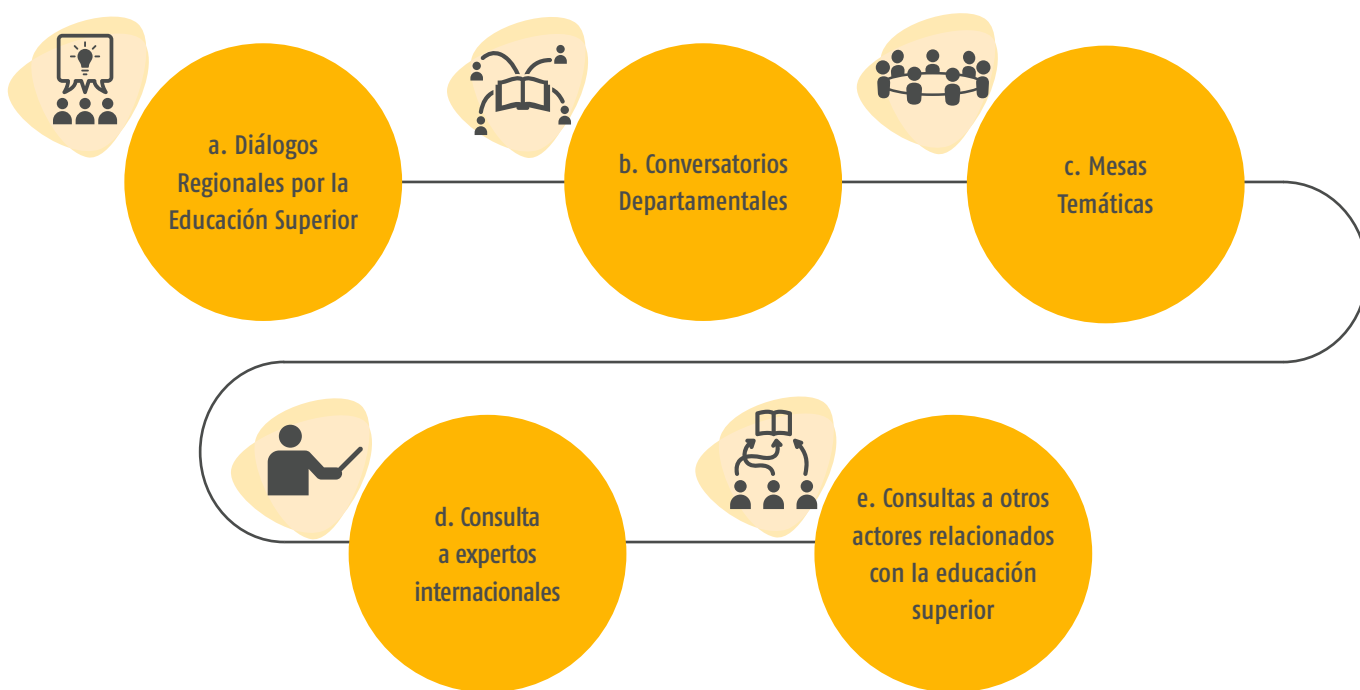 a. Diálogos
Regionales por la
Educación Superior
b. Conversatorios
Departamentales
c. Mesas
Temáticas
d. Consulta
a expertos
internacionales
e. Consultas a otros
actores relacionados
con la educación
superior